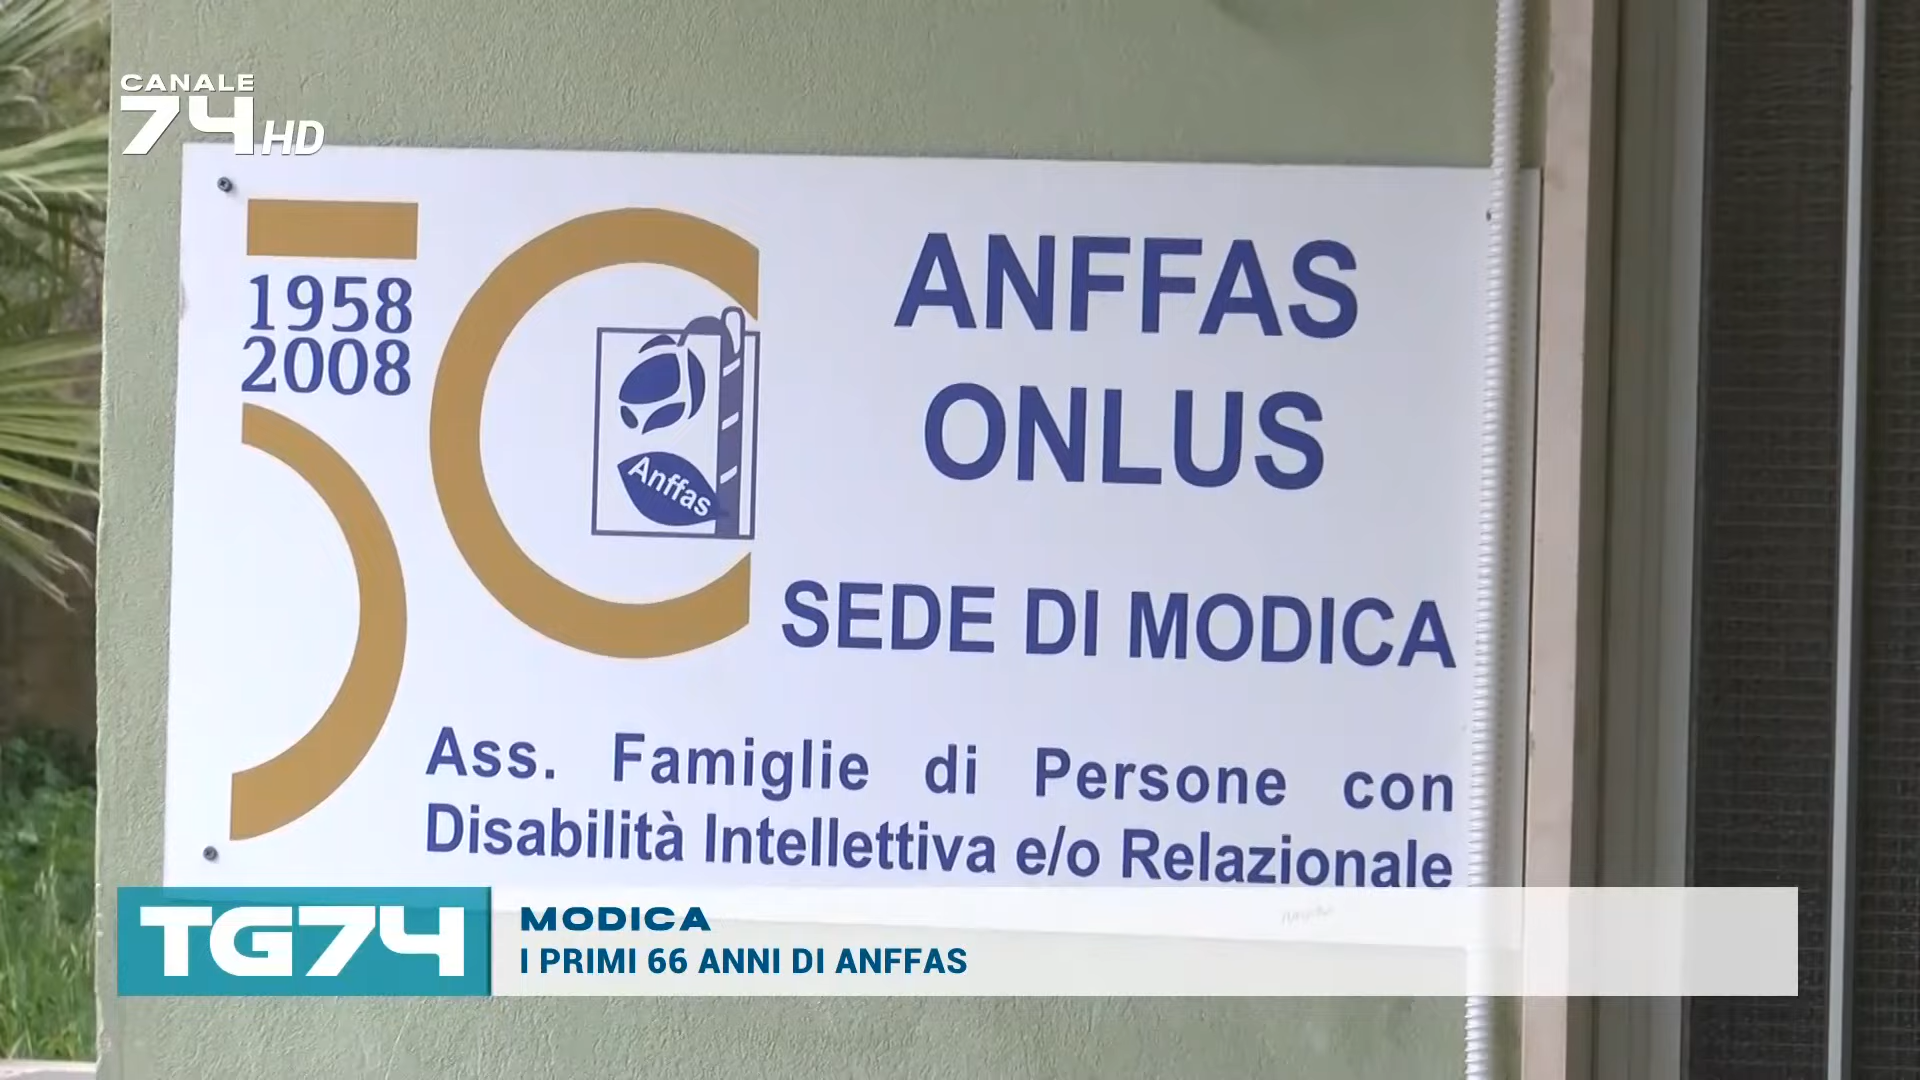 CANALE
74 HD
50
1958
2008
Anffas
ANFFAS
ONLUS
SEDE DI MODICA
Ass. Famiglie di Persone con
Disabilità Intellettiva e/o Relazionale
TG74
MODICA
I PRIMI 66 ANNI DI ANFFAS